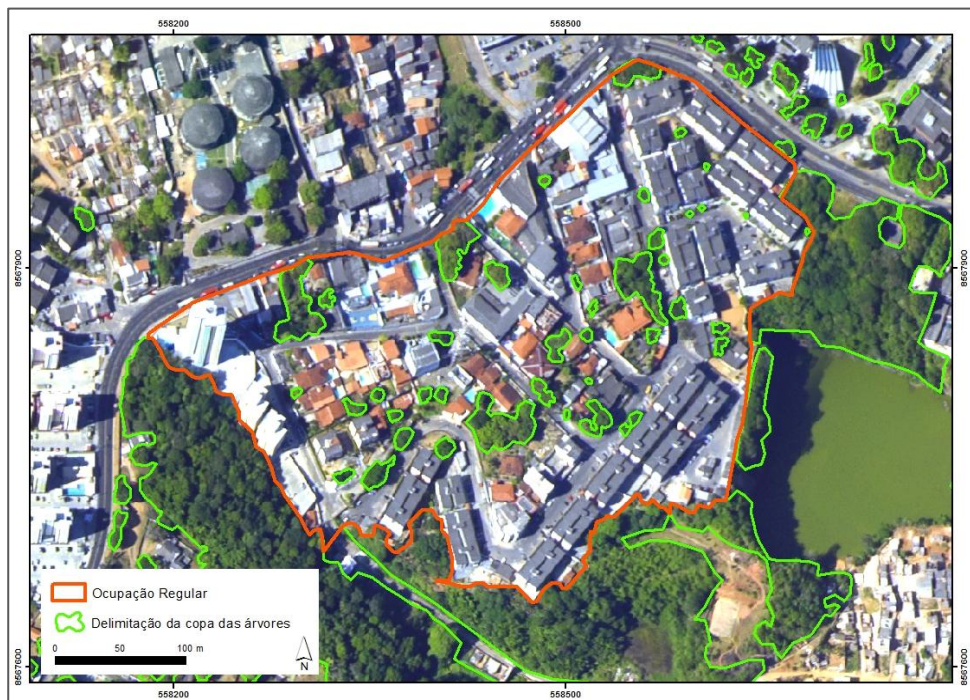 558200 558500
8567900 8567900
Ocupação Regular
Delimitação da copa das árvores
0 50 100 m
N
8567600 8567600
558200 558500